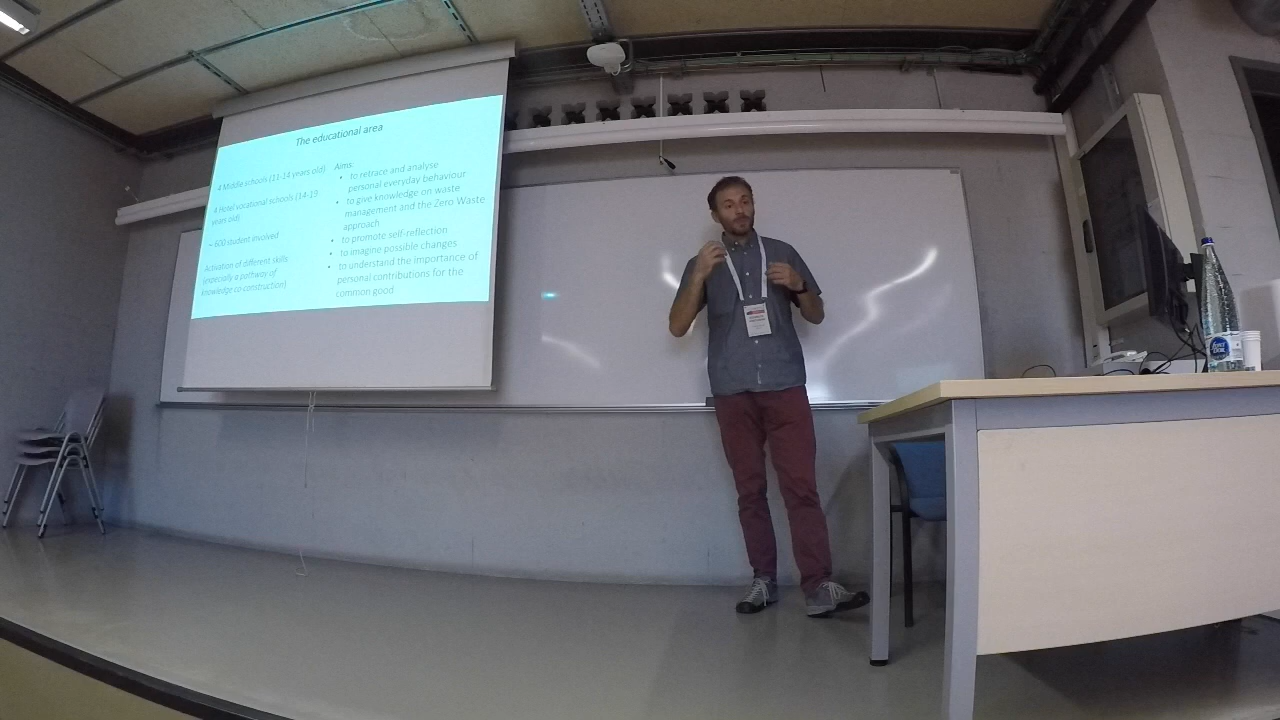 The educational area
4 Middle schools (11-14 years old)
4 Hotel vocational schools (14-19
years old)
~ 600 student involved
Activation of different skills
(especially a pathway of
knowledge co-construction)
Aims:
• to retrace and analyse
personal everyday behaviour
• to give knowledge on waste
management and the Zero Waste
approach
• to promote self-reflection
• to imagine possible changes
• to understand the importance of
personal contributions for the
common good